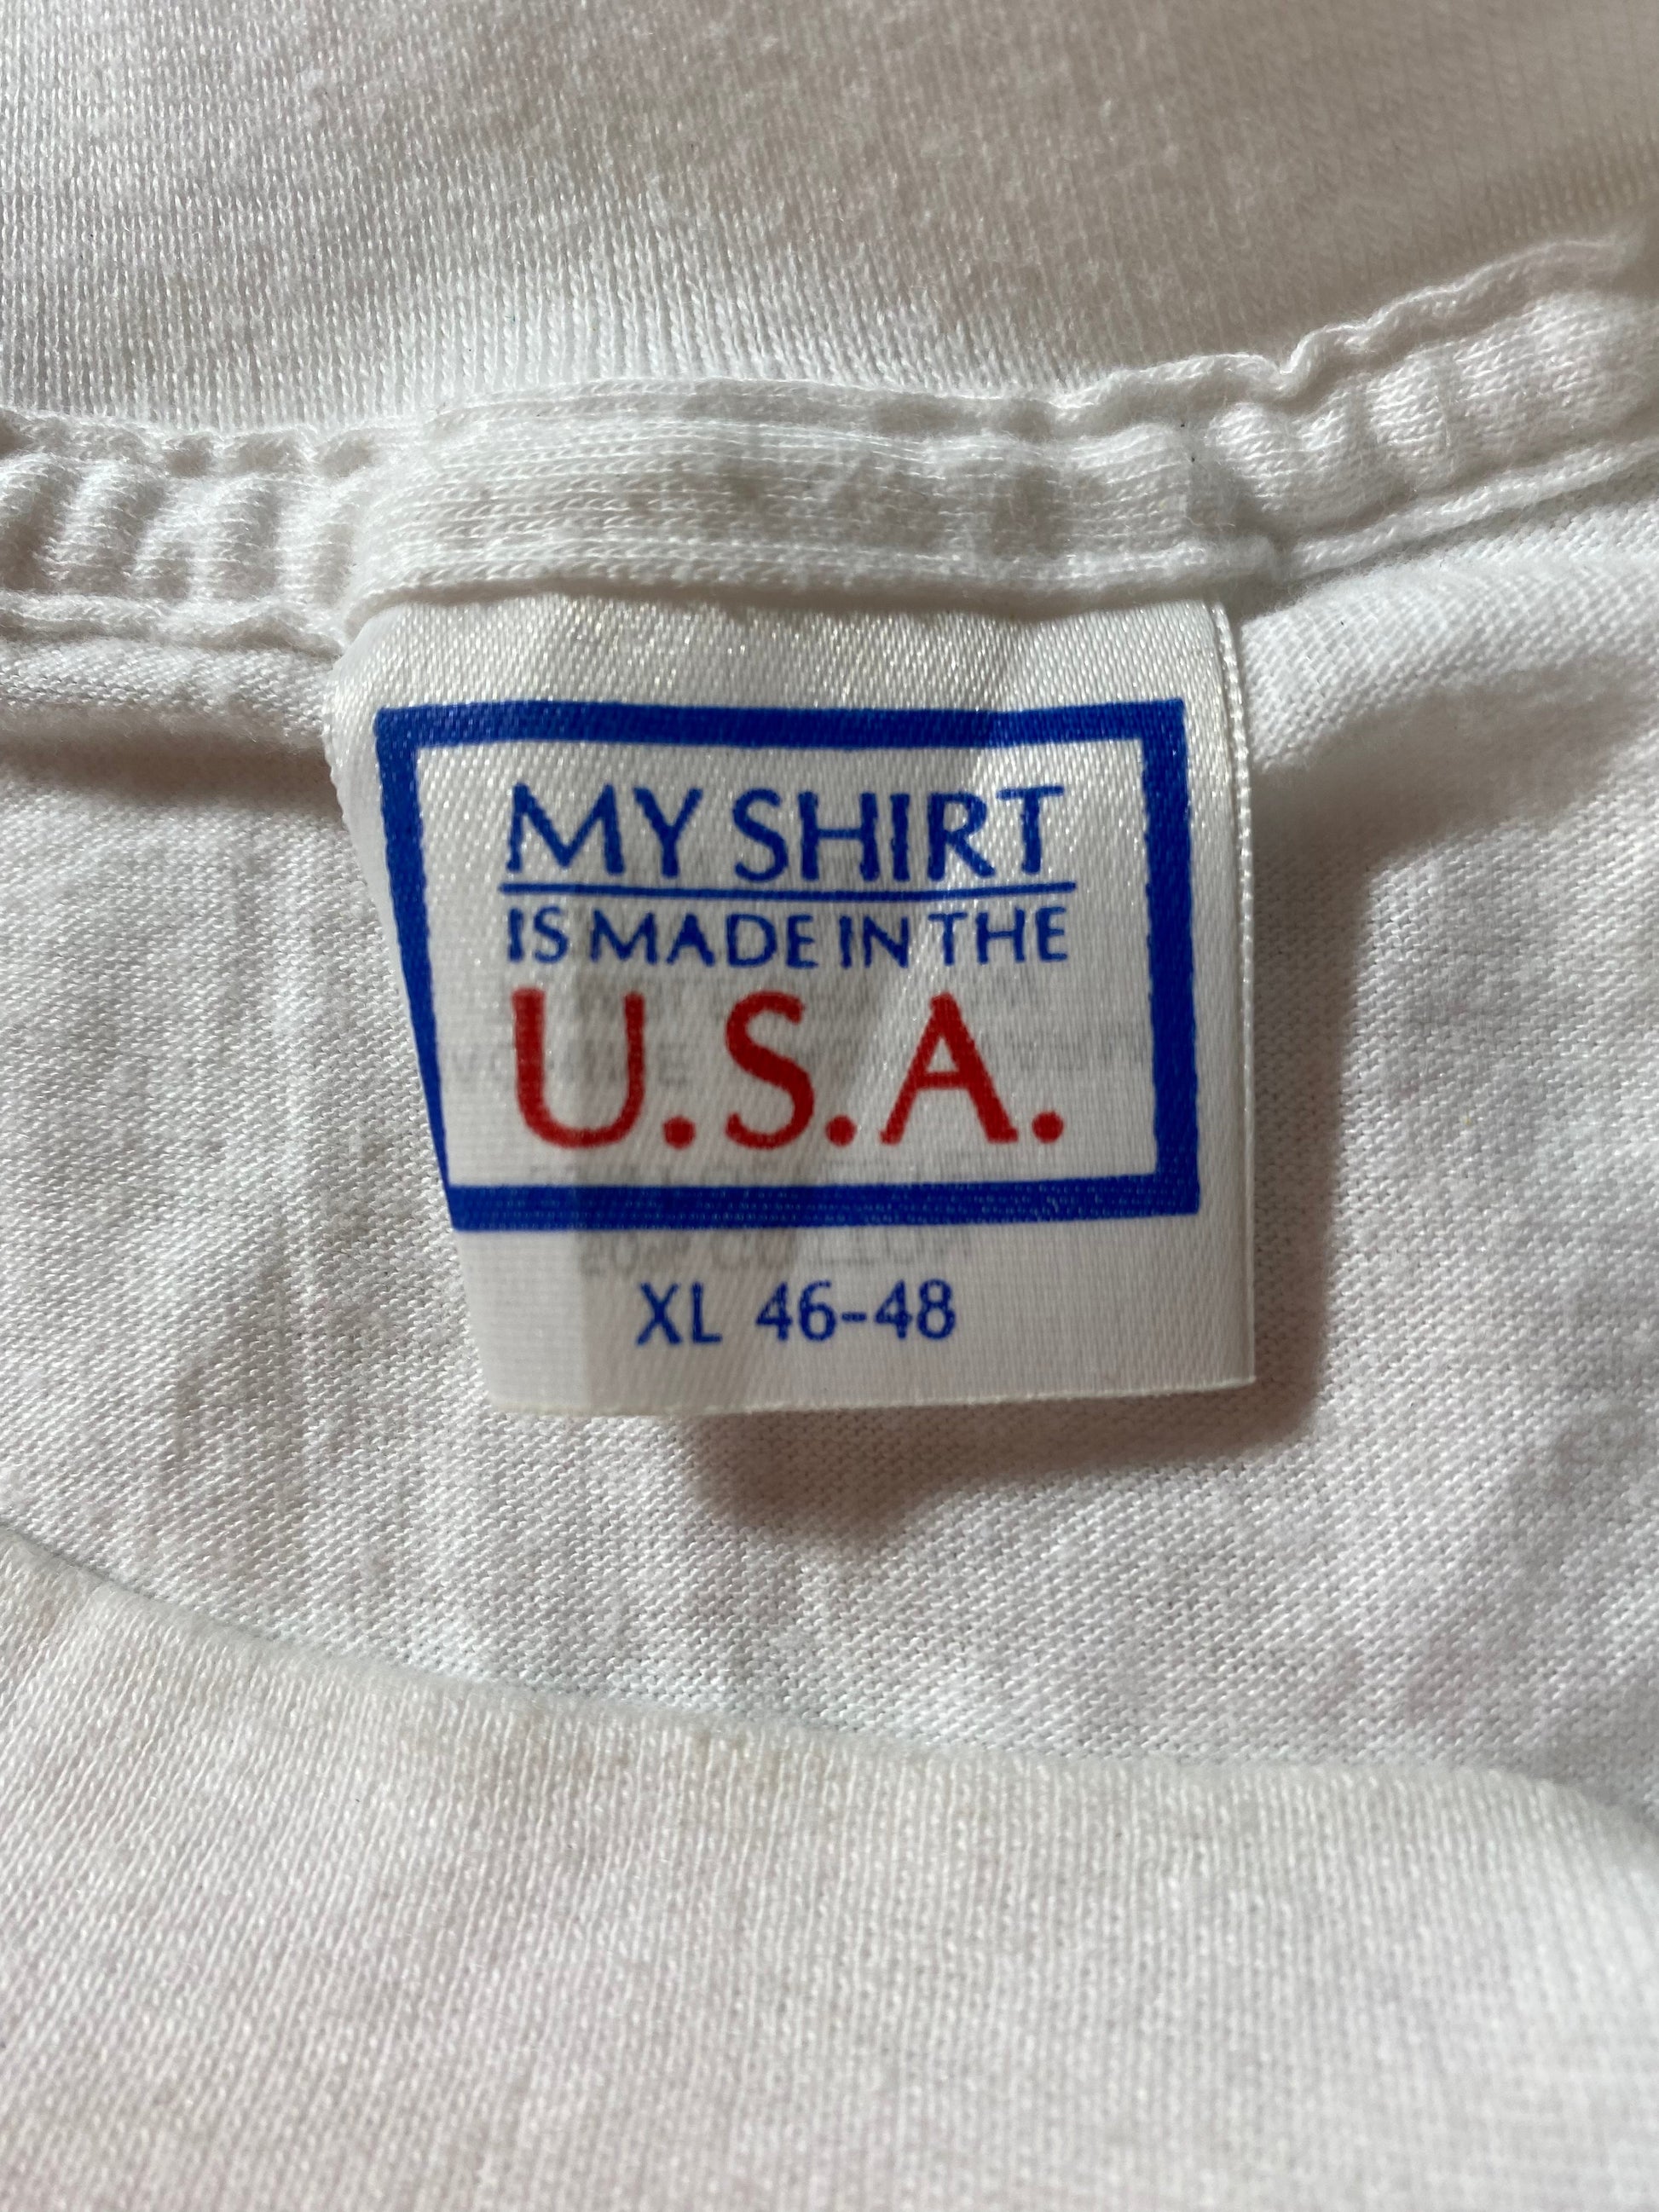 MY SHIRT
IS MADE IN THE
U.S.A.
XL 46-48